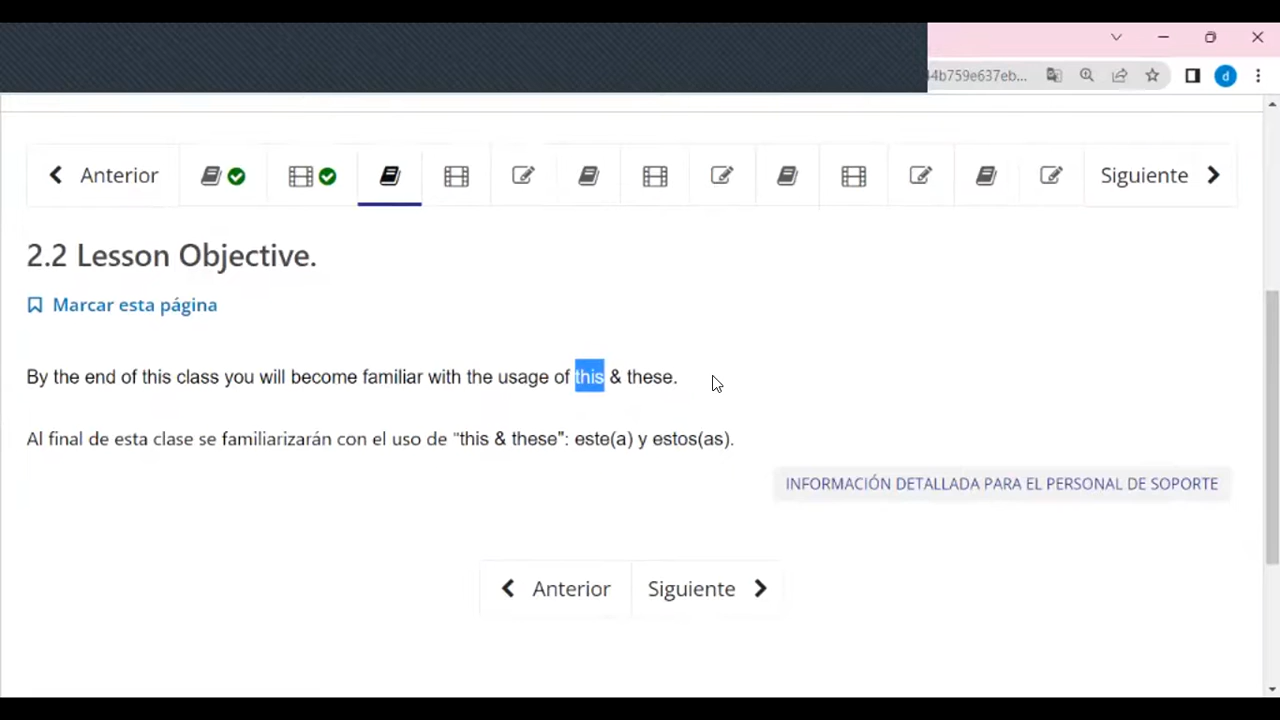 44b759e637eb...
d
Anterior
Siguiente
2.2 Lesson Objective.
Marcar esta página
By the end of this class you will become familiar with the usage of this & these.
Al final de esta clase se familiarizarán con el uso de “this & these”: este(a) y estos(as).
INFORMACIÓN DETALLADA PARA EL PERSONAL DE SOPORTE
Anterior
Siguiente